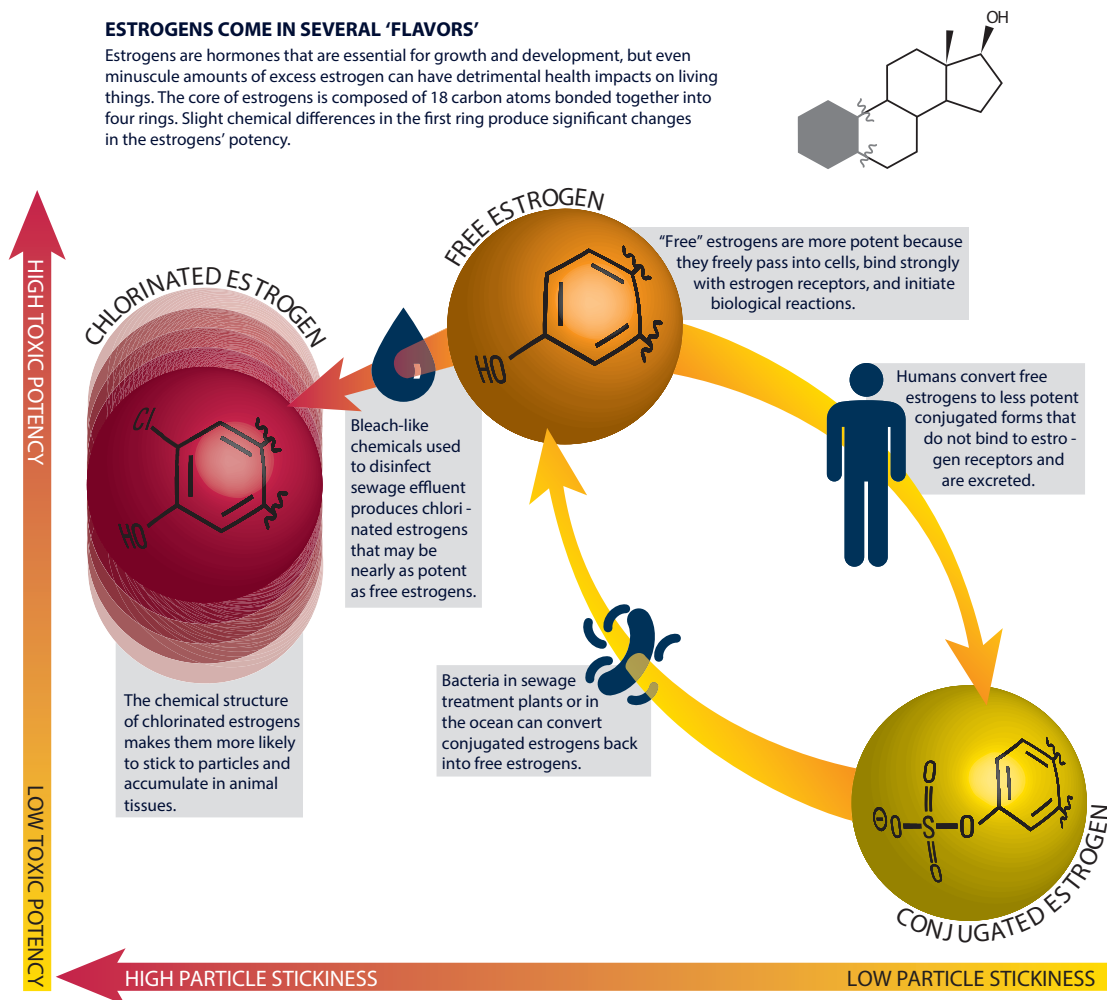 ESTROGENS COME IN SEVERAL ‘FLAVORS’
Estrogens are hormones that are essential for growth and development, but even
minuscule amounts of excess estrogen can have detrimental health impacts on living
things. The core of estrogens is composed of 18 carbon atoms bonded together into
four rings. Slight chemical differences in the first ring produce significant changes
in the estrogens’ potency.
OH
HIGH TOXIC POTENCY
LOW TOXIC POTENCY
CHLORINATED ESTROGEN
Cl
HO
The chemical structure
of chlorinated estrogens
makes them more likely
to stick to particles and
accumulate in animal
tissues.
Bleach-like
chemicals used
to disinfect
sewage effluent
produces chlori -
nated estrogens
that may be
nearly as potent
as free estrogens.
FREE ESTROGEN
HO
“Free” estrogens are more potent because
they freely pass into cells, bind strongly
with estrogen receptors, and initiate
biological reactions.
Humans convert free
estrogens to less potent
conjugated forms that
do not bind to estro -
gen receptors and
are excreted.
Bacteria in sewage
treatment plants or in
the ocean can convert
conjugated estrogens back
into free estrogens.
O
⊖O S O
O
CONJUGATED ESTROGEN
HIGH PARTICLE STICKINESS
LOW PARTICLE STICKINESS